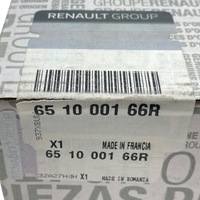 RENAULT GROUP
65 10 001 66R
X1
MADE IN FRANCIA
65 10 001 66R
X1
MADE IN ROMANIA